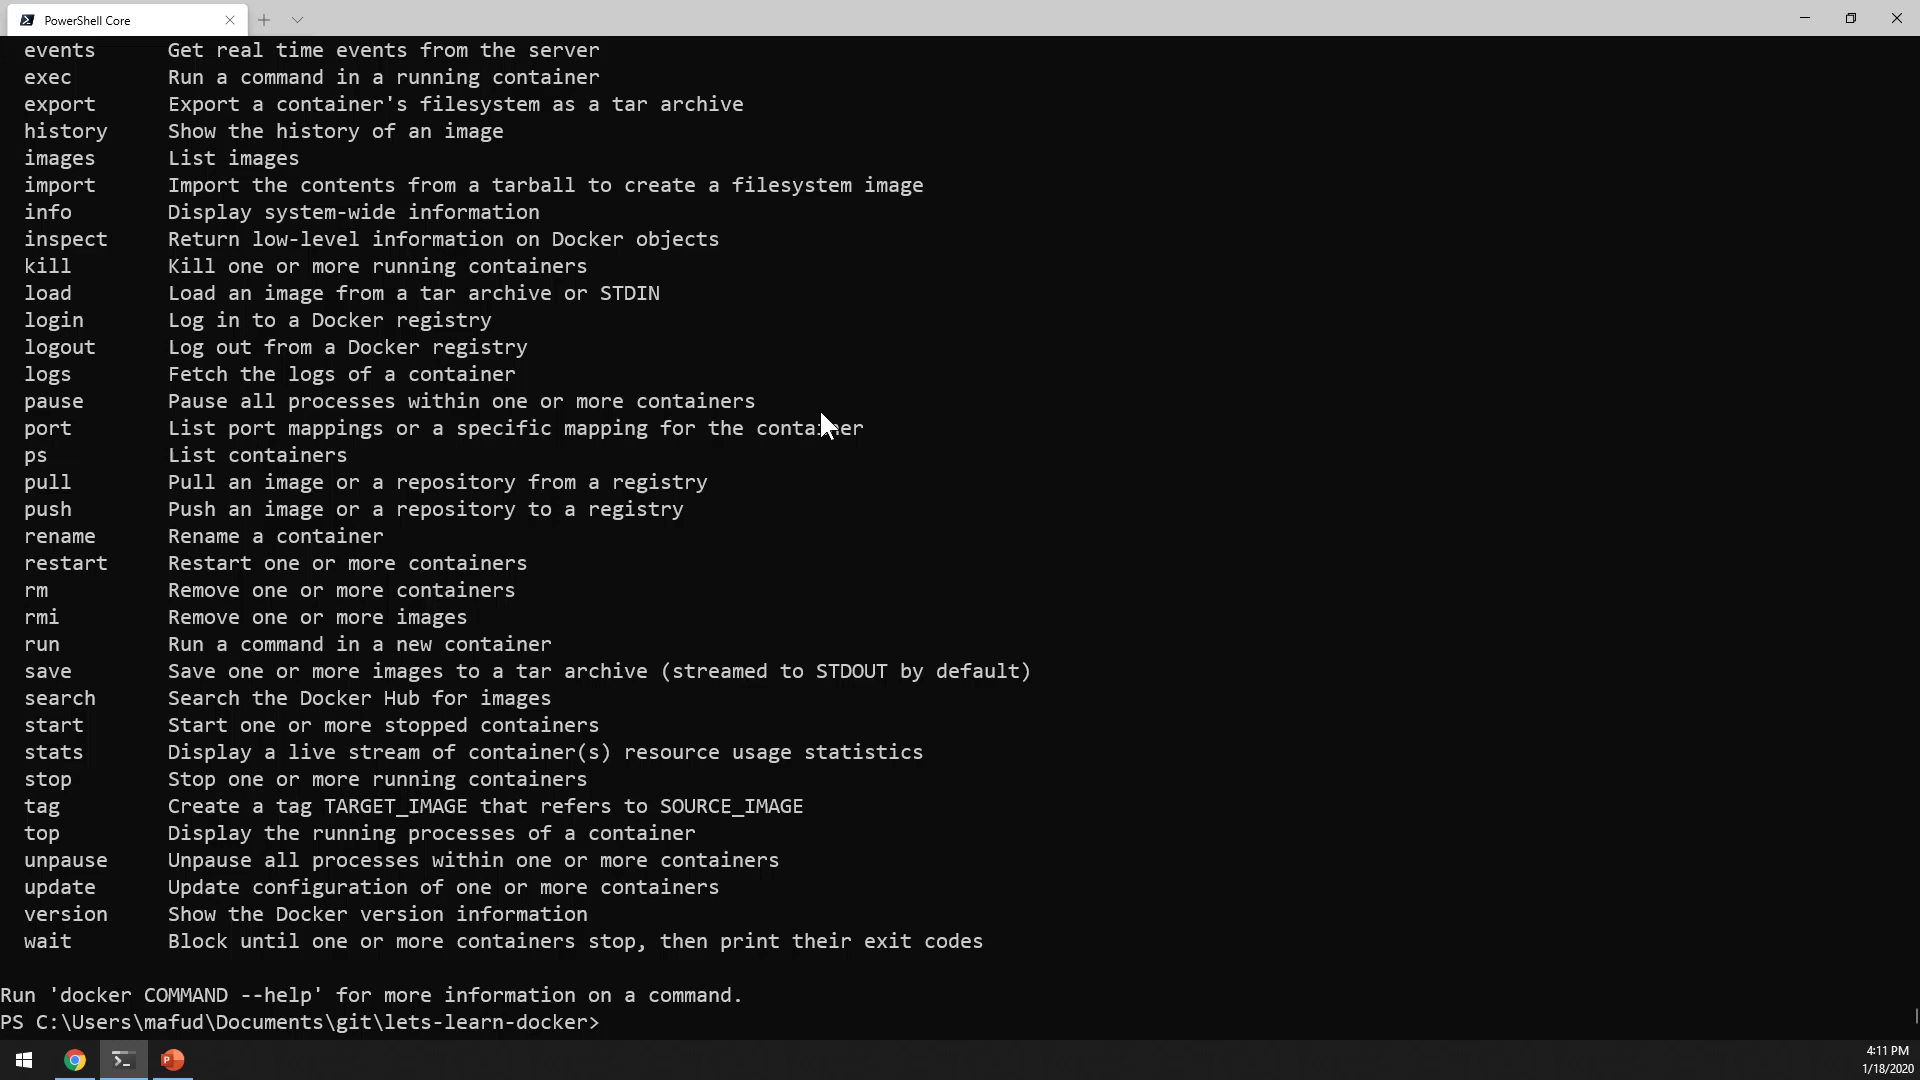 PowerShell Core
events Get real time events from the server
exec Run a command in a running container
export Export a container's filesystem as a tar archive
history Show the history of an image
images List images
import Import the contents from a tarball to create a filesystem image
info Display system-wide information
inspect Return low-level information on Docker objects
kill Kill one or more running containers
load Load an image from a tar archive or STDIN
login Log in to a Docker registry
logout Log out from a Docker registry
logs Fetch the logs of a container
pause Pause all processes within one or more containers
port List port mappings or a specific mapping for the container
ps List containers
pull Pull an image or a repository from a registry
push Push an image or a repository to a registry
rename Rename a container
restart Restart one or more containers
rm Remove one or more containers
rmi Remove one or more images
run Run a command in a new container
save Save one or more images to a tar archive (streamed to STDOUT by default)
search Search the Docker Hub for images
start Start one or more stopped containers
stats Display a live stream of container(s) resource usage statistics
stop Stop one or more running containers
tag Create a tag TARGET_IMAGE that refers to SOURCE_IMAGE
top Display the running processes of a container
unpause Unpause all processes within one or more containers
update Update configuration of one or more containers
version Show the Docker version information
wait Block until one or more containers stop, then print their exit codes
Run 'docker COMMAND --help' for more information on a command.
PS C:\Users\mafud\Documents\git\lets-learn-docker>
4:11 PM
1/18/2020